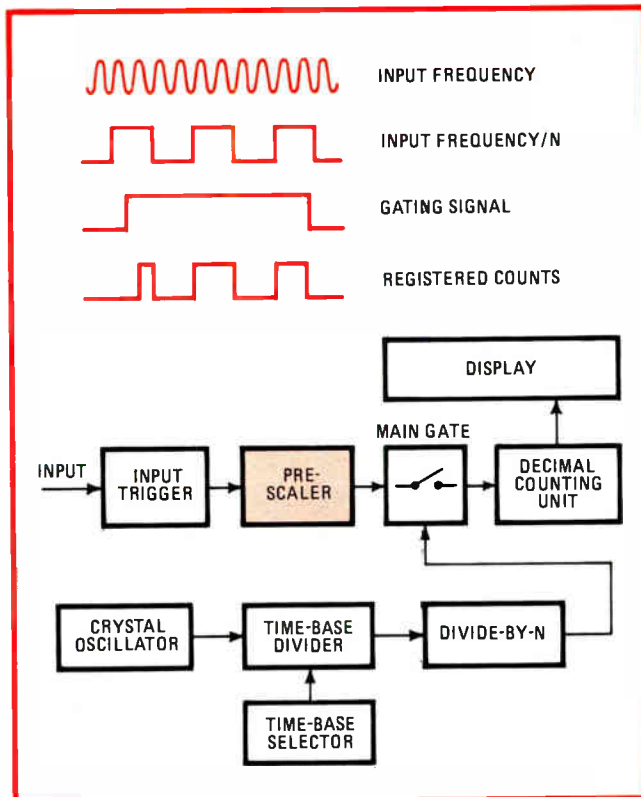 INPUT FREQUENCY
INPUT FREQUENCY/N
GATING SIGNAL
REGISTERED COUNTS
DISPLAY
MAIN GATE
INPUT
INPUT
TRIGGER
PRE-
SCALER
DECIMAL
COUNTING
UNIT
CRYSTAL
OSCILLATOR
TIME-BASE
DIVIDER
DIVIDE-BY-N
TIME-BASE
SELECTOR